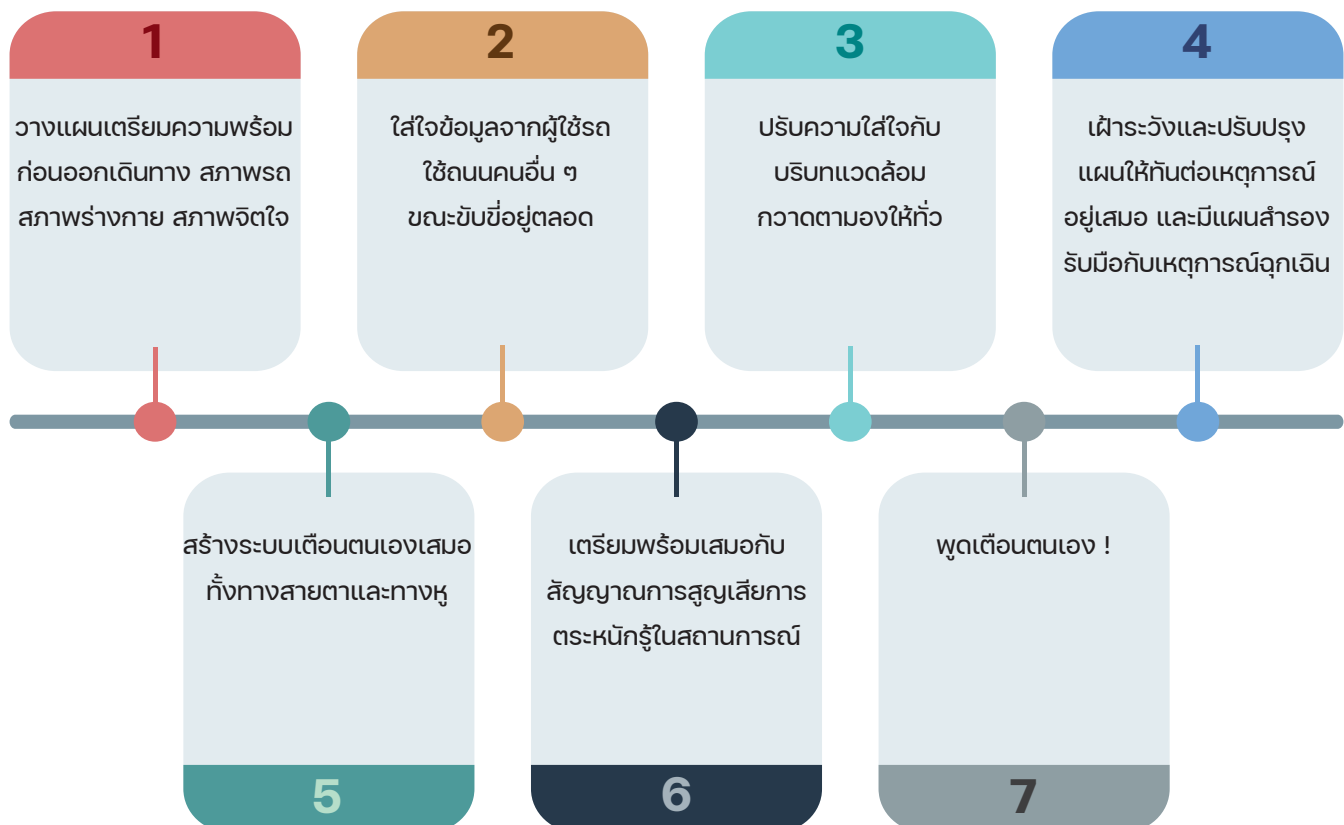 1
วางแผนเตรียมความพร้อม
ก่อนออกเดินทาง สภาพรถ
สภาพร่างกาย สภาพจิตใจ
2
ใส่ใจข้อมูลจากผู้ใช้รถ
ใช้ถนนคนอื่น ๆ
ขณะขับขี่อยู่ตลอด
3
ปรับความใส่ใจกับ
บริบทแวดล้อม
กวาดตามองให้ทั่ว
4
เฝ้าระวังและปรับปรุง
แผนให้ทันต่อเหตุการณ์
อยู่เสมอ และมีแผนสำรอง
รับมือกับเหตุการณ์ฉุกเฉิน
สร้างระบบเตือนตนเองเสมอ
ทั้งทางสายตาและทางหู
5
เตรียมพร้อมเสมอกับ
สัญญาณการสูญเสียการ
ตระหนักรู้ในสถานการณ์
6
พูดเตือนตนเอง !
7